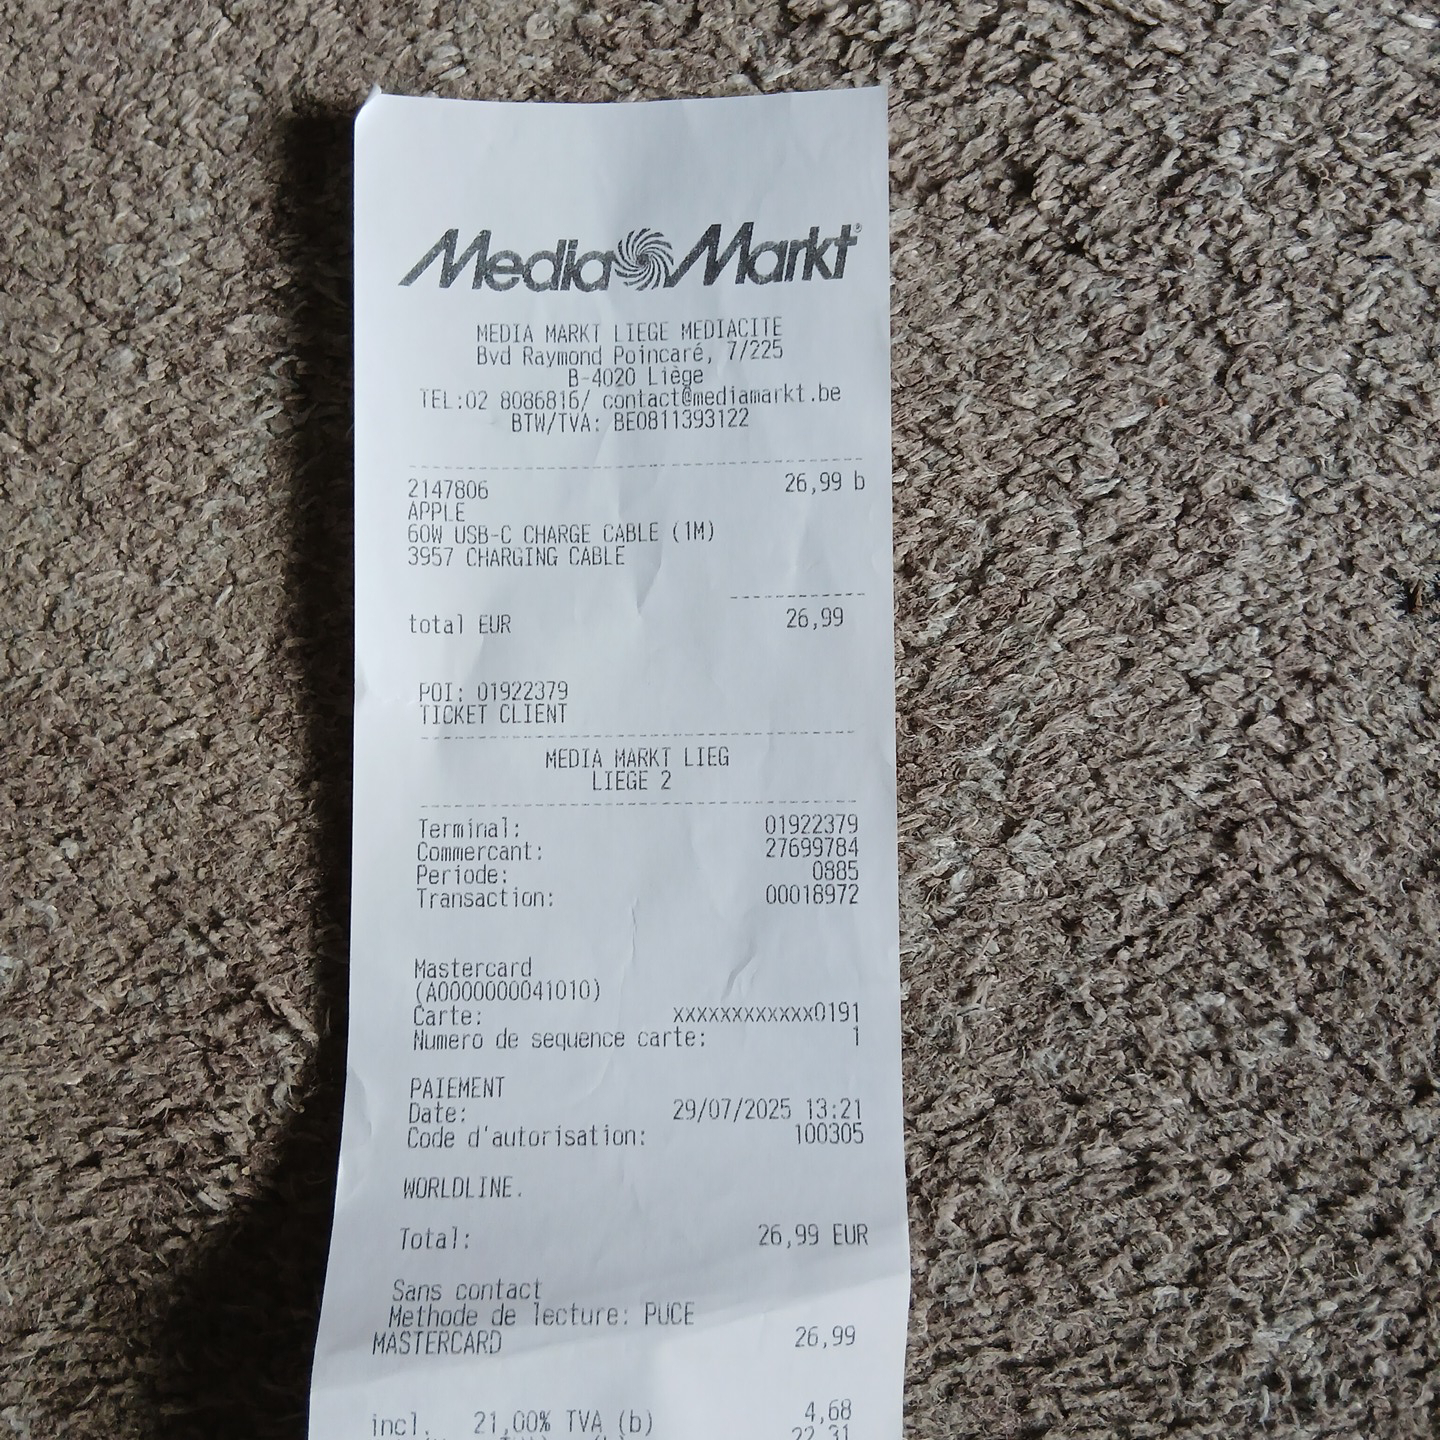 MediaMarkt®
MEDIA MARKT LIEGE MEDIACITE
Bvd Raymond Poincaré, 7/225
B-4020 Liège
TEL:02 8086816/ contact@mediamarkt.be
BTW/TVA: BE0811393122
2147806 26,99 b
APPLE
60W USB-C CHARGE CABLE (1M)
3957 CHARGING CABLE
total EUR 26,99
POI: 01922379
TICKET CLIENT
MEDIA MARKT LIEG
LIEGE 2
Terminal: 01922379
Commercant: 27699784
Periode: 0885
Transaction: 00018972
Mastercard
(A0000000041010)
Carte: xxxxxxxxxxxx0191
Numero de sequence carte: 1
PAIEMENT
Date: 29/07/2025 13:21
Code d'autorisation: 100305
WORLDLINE.
Total: 26,99 EUR
Sans contact
Methode de lecture: PUCE
MASTERCARD 26,99
incl. 21,00% TVA (b) 4,68
22,31